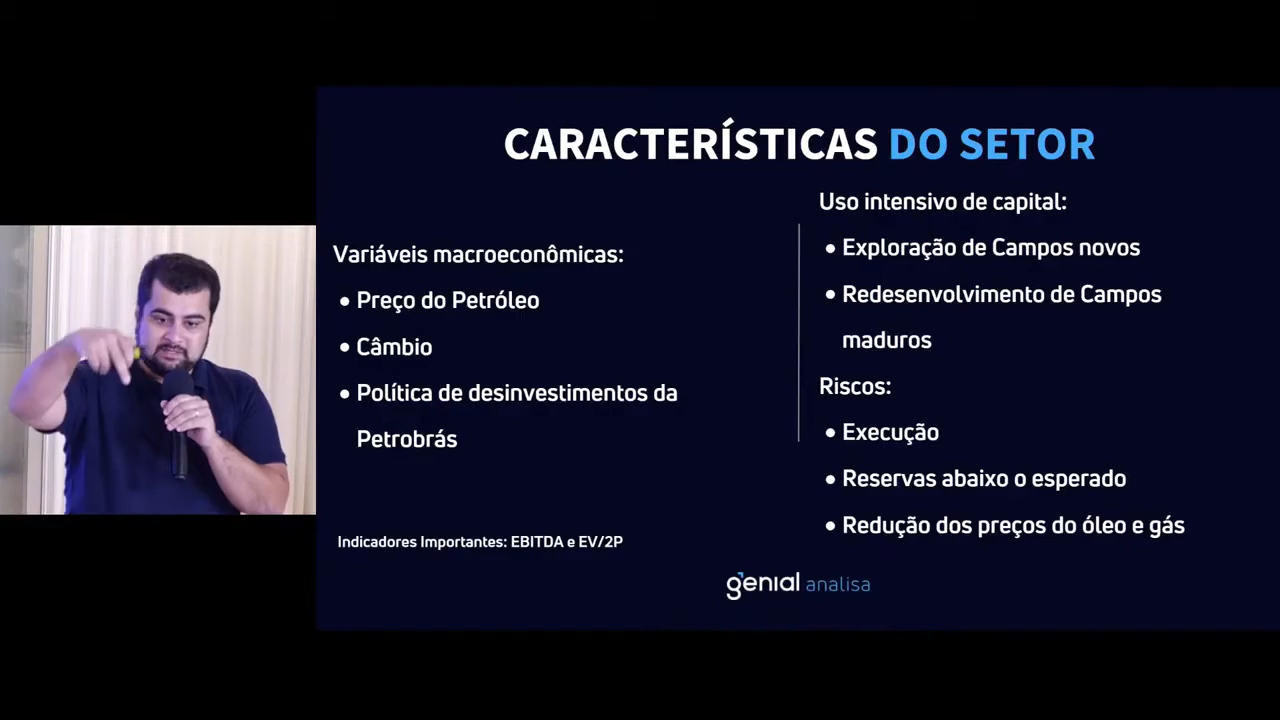 CARACTERÍSTICAS DO SETOR
Variáveis macroeconômicas:
• Preço do Petróleo
• Câmbio
• Política de desinvestimentos da
Petrobrás
Indicadores Importantes: EBITDA e EV/2P
Uso intensivo de capital:
• Exploração de Campos novos
• Redesenvolvimento de Campos
maduros
Riscos:
• Execução
• Reservas abaixo o esperado
• Redução dos preços do óleo e gás
genial analisa